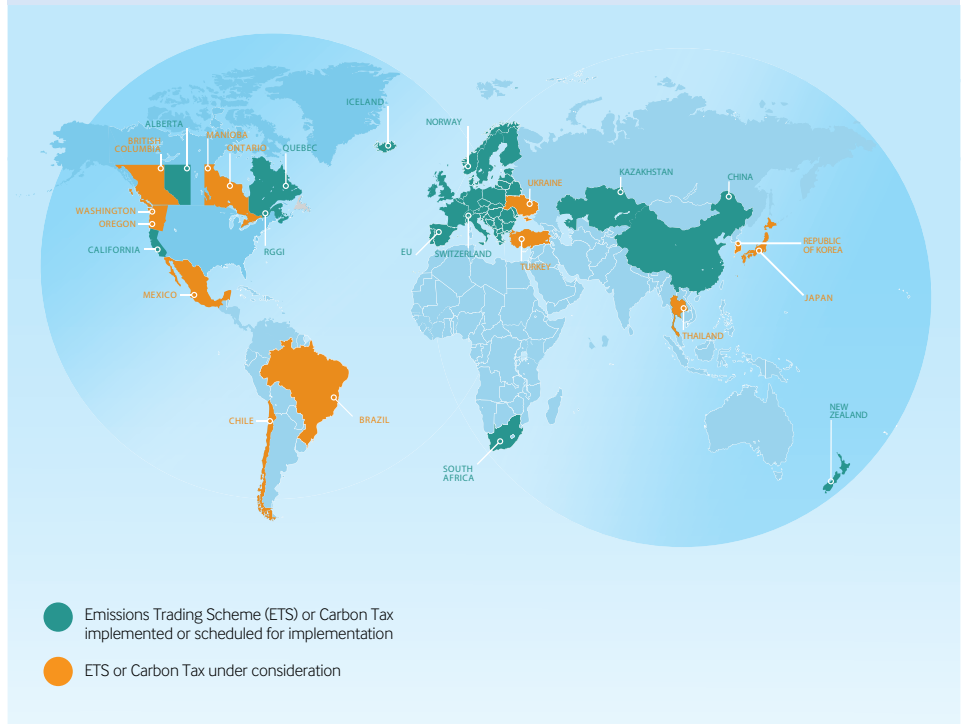 ICELAND
ALBERTA
NORWAY
BRITISH
COLUMBIA
MANIOBA
ONTARIO
QUEBEC
KAZAKHSTAN
CHINA
UKRAINE
WASHINGTON
OREGON
CALIFORNIA
RGGI
EU
SWITZERLAND
TURKEY
REPUBLIC
OF KOREA
MEXICO
JAPAN
THAILAND
CHILE
BRAZIL
NEW
ZEALAND
SOUTH
AFRICA
Emissions Trading Scheme (ETS) or Carbon Tax
implemented or scheduled for implementation
ETS or Carbon Tax under consideration